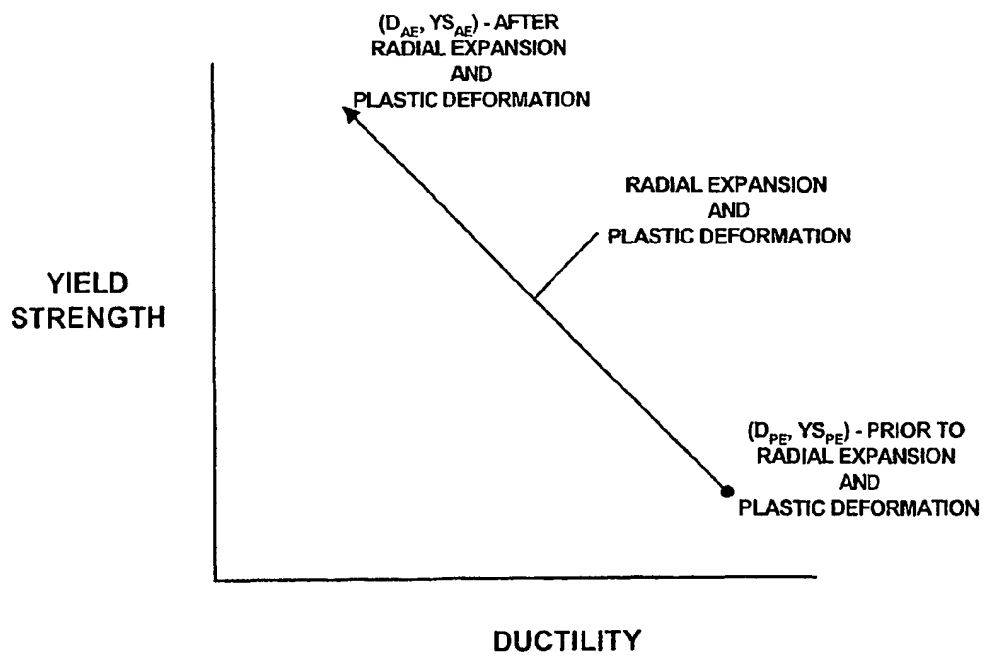 (D_AE, YS_AE) - AFTER
RADIAL EXPANSION
AND
PLASTIC DEFORMATION
RADIAL EXPANSION
AND
PLASTIC DEFORMATION
YIELD
STRENGTH
(D_PE, YS_PE) - PRIOR TO
RADIAL EXPANSION
AND
PLASTIC DEFORMATION
DUCTILITY